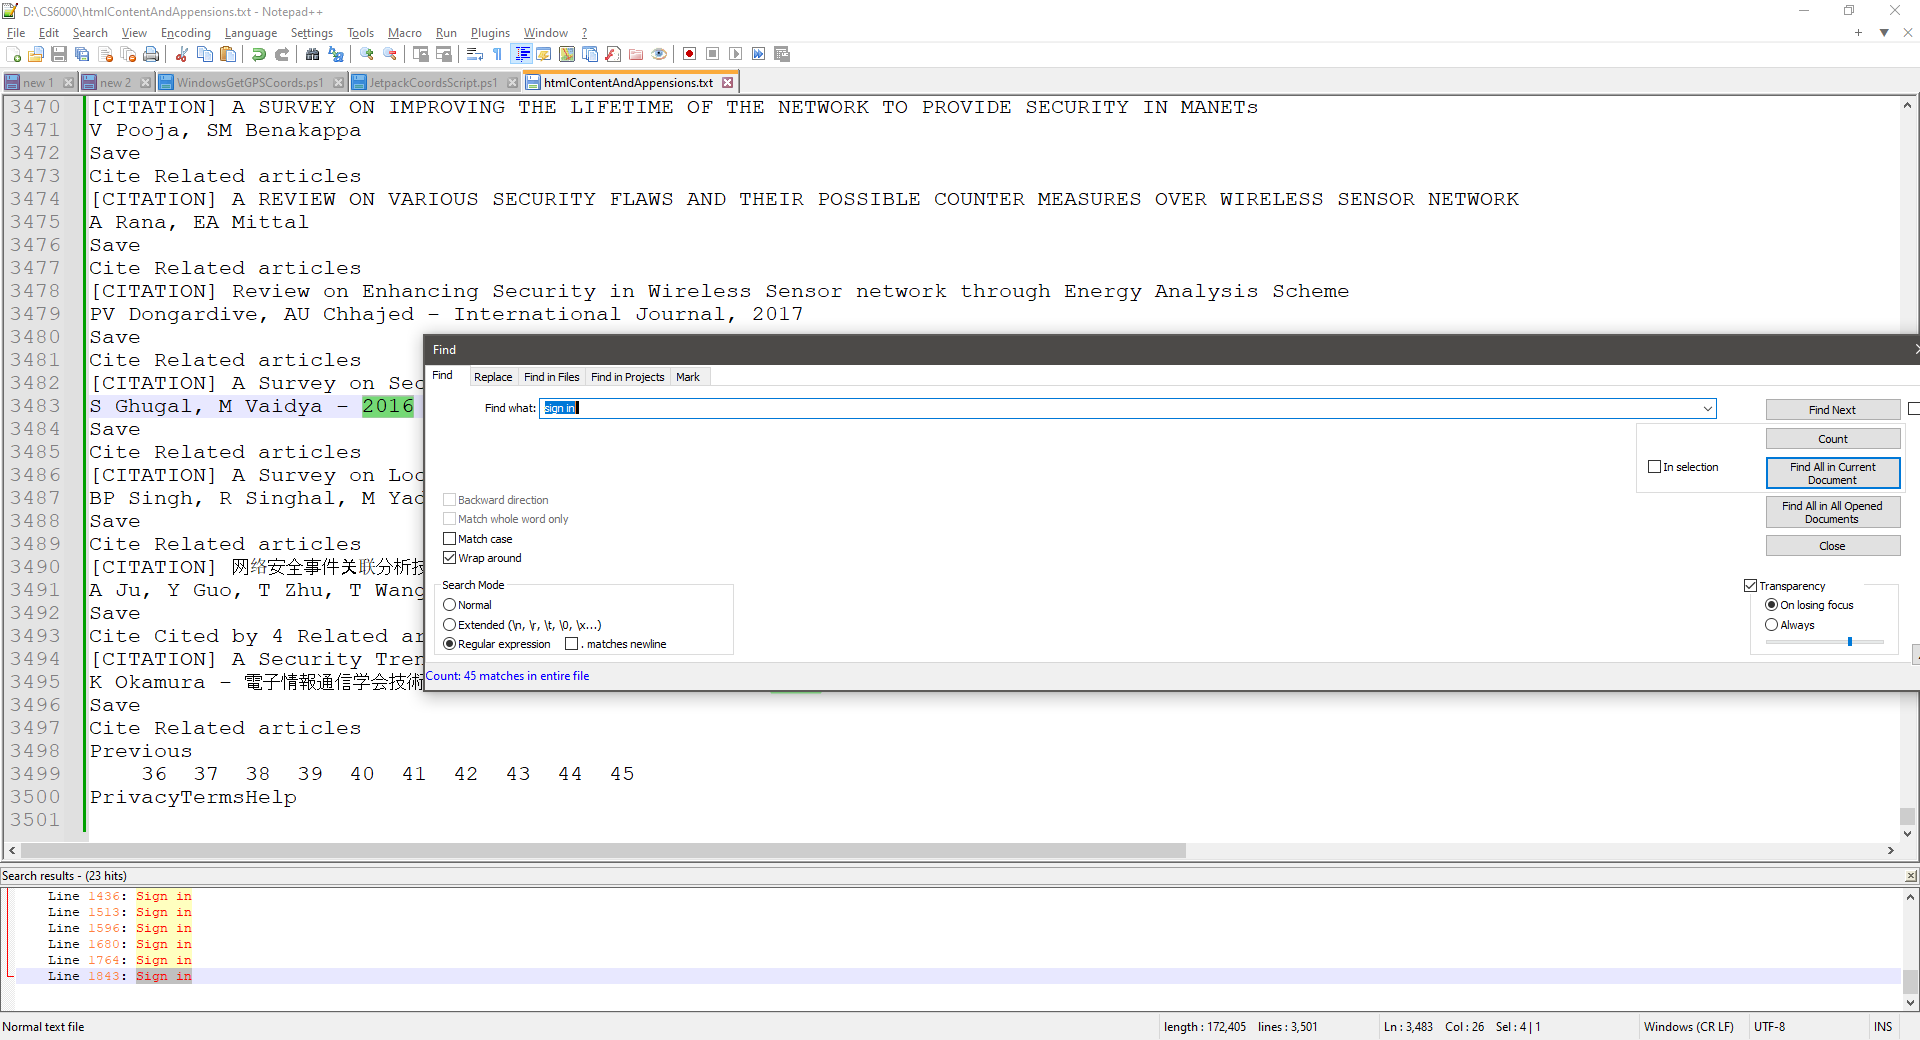 D:\CS6000\htmlContentAndAppensions.txt - Notepad++
File Edit Search View Encoding Language Settings Tools Macro Run Plugins Window ?
new 1 new 2 WindowsGetGPSCoords.ps1 JetpackCoordsScript.ps1 htmlContentAndAppensions.txt
3470 [CITATION] A SURVEY ON IMPROVING THE LIFETIME OF THE NETWORK TO PROVIDE SECURITY IN MANETs
3471 V Pooja, SM Benakappa
3472 Save
3473 Cite Related articles
3474 [CITATION] A REVIEW ON VARIOUS SECURITY FLAWS AND THEIR POSSIBLE COUNTER MEASURES OVER WIRELESS SENSOR NETWORK
3475 A Rana, EA Mittal
3476 Save
3477 Cite Related articles
3478 [CITATION] Review on Enhancing Security in Wireless Sensor network through Energy Analysis Scheme
3479 PV Dongardive, AU Chhajed - International Journal, 2017
3480 Save
3481 Cite Related articles
3482 [CITATION] A Survey on Sec
3483 S Ghugal, M Vaidya - 2016
3484 Save
3485 Cite Related articles
3486 [CITATION] A Survey on Loc
3487 BP Singh, R Singhal, M Yad
3488 Save
3489 Cite Related articles
3490 [CITATION] 网络安全事件关联分析技
3491 A Ju, Y Guo, T Zhu, T Wang
3492 Save
3493 Cite Cited by 4 Related ar
3494 [CITATION] A Security Tren
3495 K Okamura - 電子情報通信学会技術
3496 Save
3497 Cite Related articles
3498 Previous
3499 36 37 38 39 40 41 42 43 44 45
3500 PrivacyTermsHelp
3501
Find
Find Replace Find in Files Find in Projects Mark
Find what: sign in
Find Next
Count
In selection
Find All in Current Document
Find All in All Opened Documents
Close
Backward direction
Match whole word only
Match case
Wrap around
Search Mode
Normal
Extended (\n, \r, \t, \0, \x...)
Regular expression . matches newline
Transparency
On losing focus
Always
Count: 45 matches in entire file
Search results - (23 hits)
Line 1436: Sign in
Line 1513: Sign in
Line 1596: Sign in
Line 1680: Sign in
Line 1764: Sign in
Line 1843: Sign in
Normal text file length : 172,405 lines : 3,501 Ln : 3,483 Col : 26 Sel : 4 | 1 Windows (CR LF) UTF-8 INS